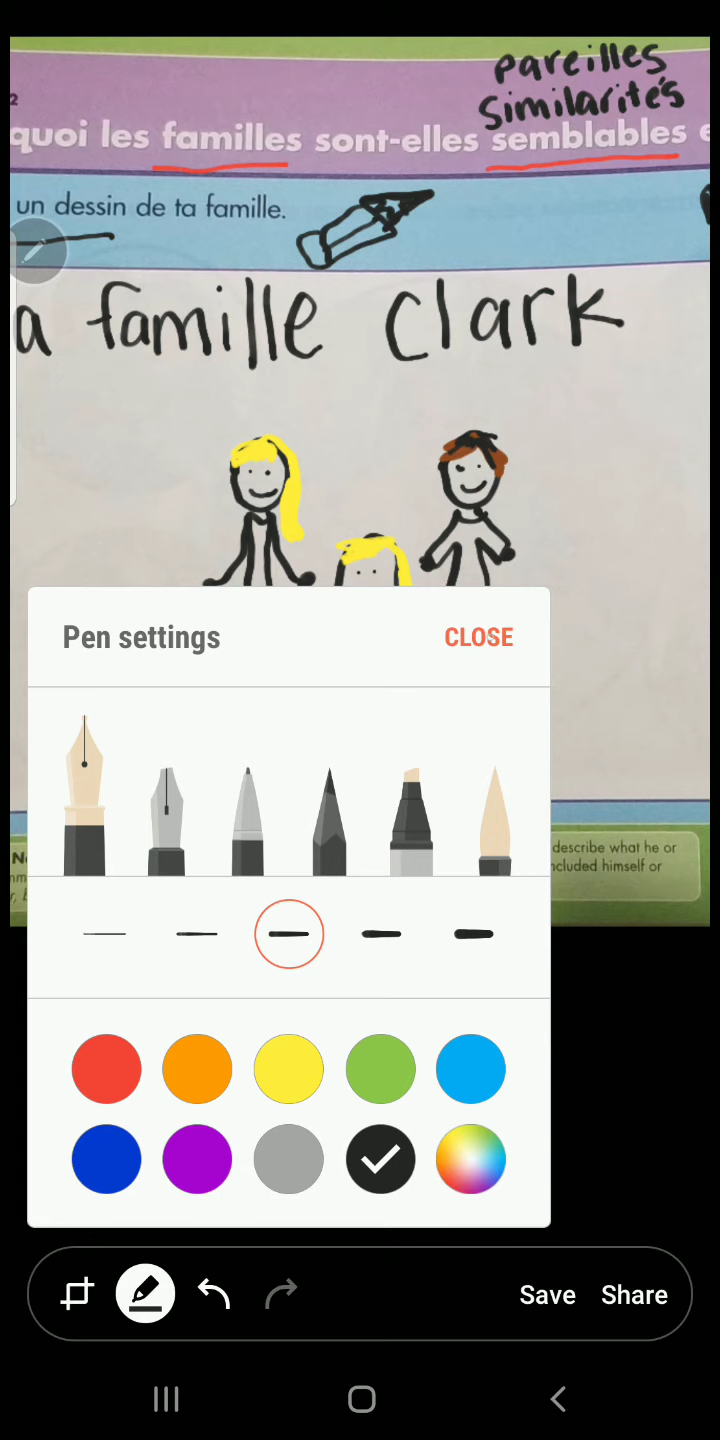 pareilles
similarités
2
quoi les familles sont-elles semblables e
un dessin de ta famille.
a famille Clark
Pen settings
CLOSE
describe what he or
ncluded himself or
Save
Share